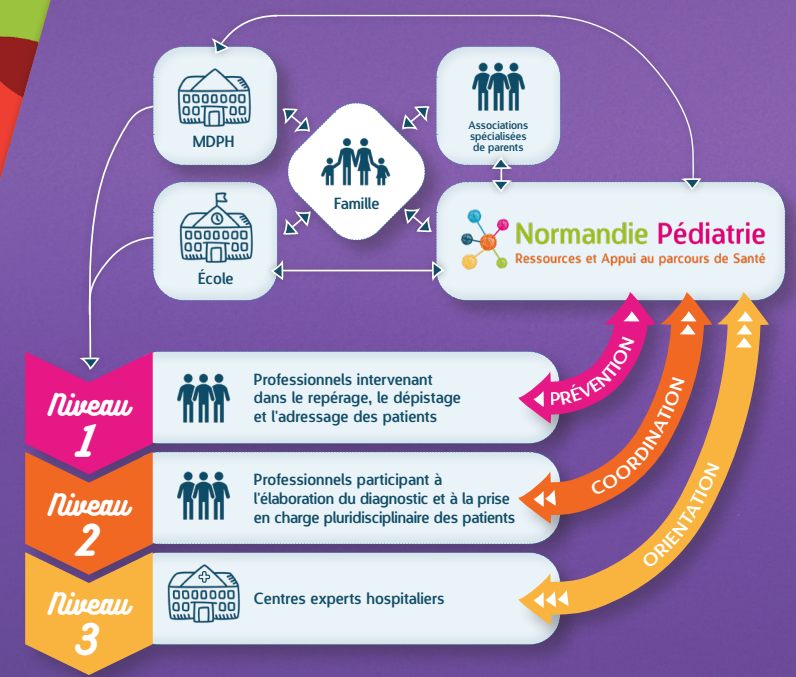 MDPH
Associations
spécialisées
de parents
Famille
École
Normandie Pédiatrie
Ressources et Appui au parcours de Santé
Niveau
1
Professionnels intervenant
dans le repérage, le dépistage
et l'adressage des patients
PRÉVENTION
Niveau
2
Professionnels participant à
l'élaboration du diagnostic et à la prise
en charge pluridisciplinaire des patients
COORDINATION
Niveau
3
Centres experts hospitaliers
ORIENTATION